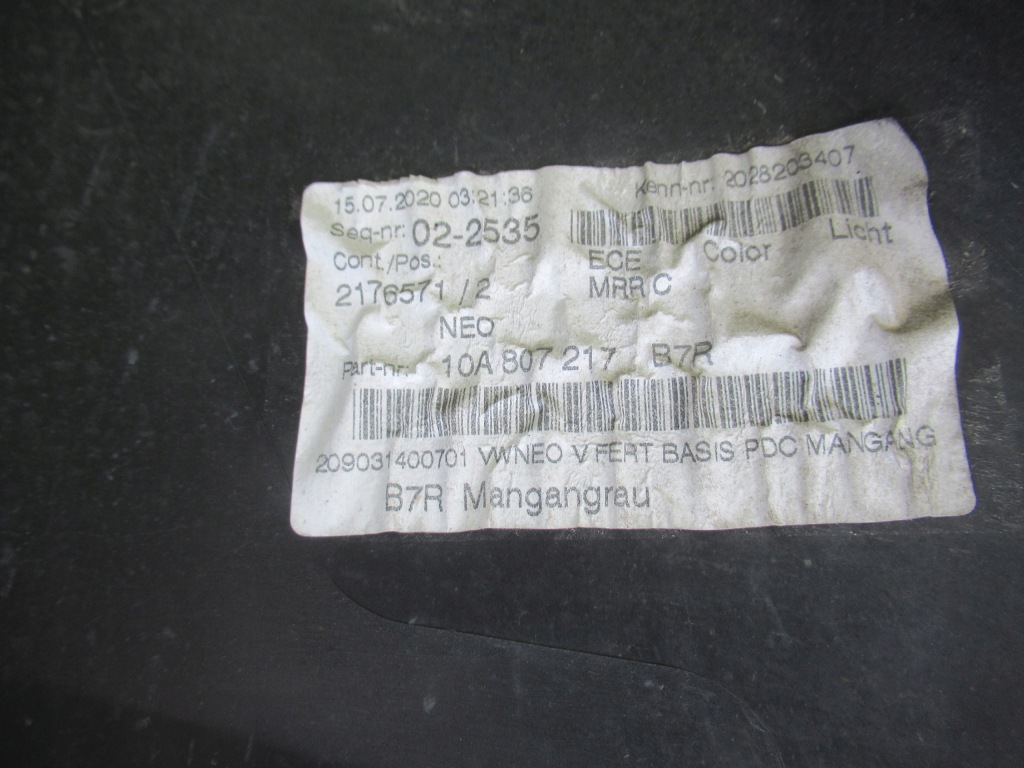 15.07.2020 03:21:36 Kenn-nr. 2028203407
Seq-nr: 02-2535
Cont./Pos.: ECE Color Licht
2176571 / 2 MRR C
NEO
Part-nr. 10A 807 217 B7R
209031400701 VWNEO V FERT BASIS PDC MANGANG
B7R Mangangrau